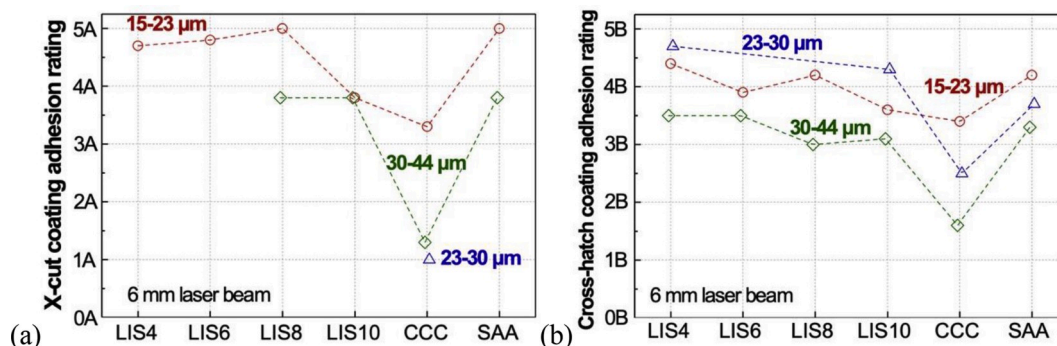 (a)
X-cut coating adhesion rating
5A
4A
3A
2A
1A
0A
15-23 µm
30-44 µm
23-30 µm
6 mm laser beam
LIS4 LIS6 LIS8 LIS10 CCC SAA
(b)
Cross-hatch coating adhesion rating
5B
4B
3B
2B
1B
0B
23-30 µm
15-23 µm
30-44 µm
6 mm laser beam
LIS4 LIS6 LIS8 LIS10 CCC SAA